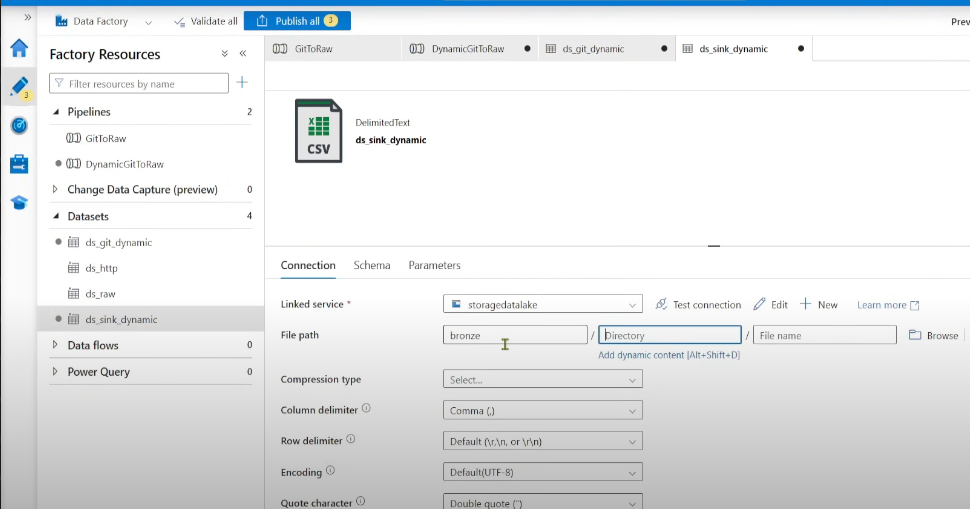 Data Factory
Validate all
Publish all 3
Prev
Factory Resources
GitToRaw
DynamicGitToRaw
ds_git_dynamic
ds_sink_dynamic
Filter resources by name
3
Pipelines 2
GitToRaw
DynamicGitToRaw
Change Data Capture (preview) 0
Datasets 4
ds_git_dynamic
ds_http
ds_raw
ds_sink_dynamic
Data flows 0
Power Query 0
CSV
DelimitedText
ds_sink_dynamic
Connection Schema Parameters
Linked service * storagedatalake Test connection Edit New Learn more
File path bronze / Directory / File name Browse
Add dynamic content [Alt+Shift+D]
Compression type Select...
Column delimiter Comma (,)
Row delimiter Default (\r,\n, or \r\n)
Encoding Default(UTF-8)
Quote character Double quote (")